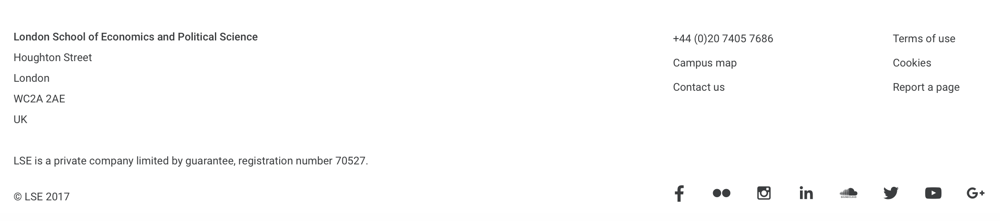 London School of Economics and Political Science
Houghton Street
London
WC2A 2AE
UK
LSE is a private company limited by guarantee, registration number 70527.
© LSE 2017
+44 (0)20 7405 7686
Campus map
Contact us
Terms of use
Cookies
Report a page
f
in
SOUNDCLOUD
G+